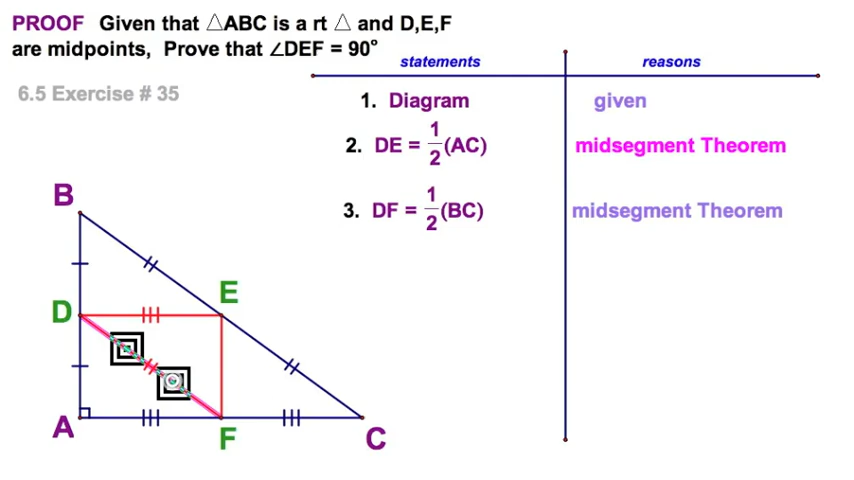 PROOF Given that △ABC is a rt △ and D,E,F
are midpoints, Prove that ∠DEF = 90°
statements reasons
6.5 Exercise # 35
1. Diagram given
2. DE = 1/2(AC) midsegment Theorem
3. DF = 1/2(BC) midsegment Theorem
B
D E
A F C